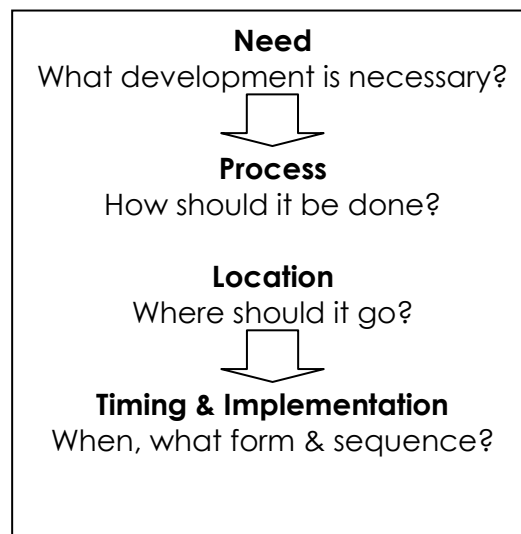 Need
What development is necessary?
Process
How should it be done?
Location
Where should it go?
Timing & Implementation
When, what form & sequence?